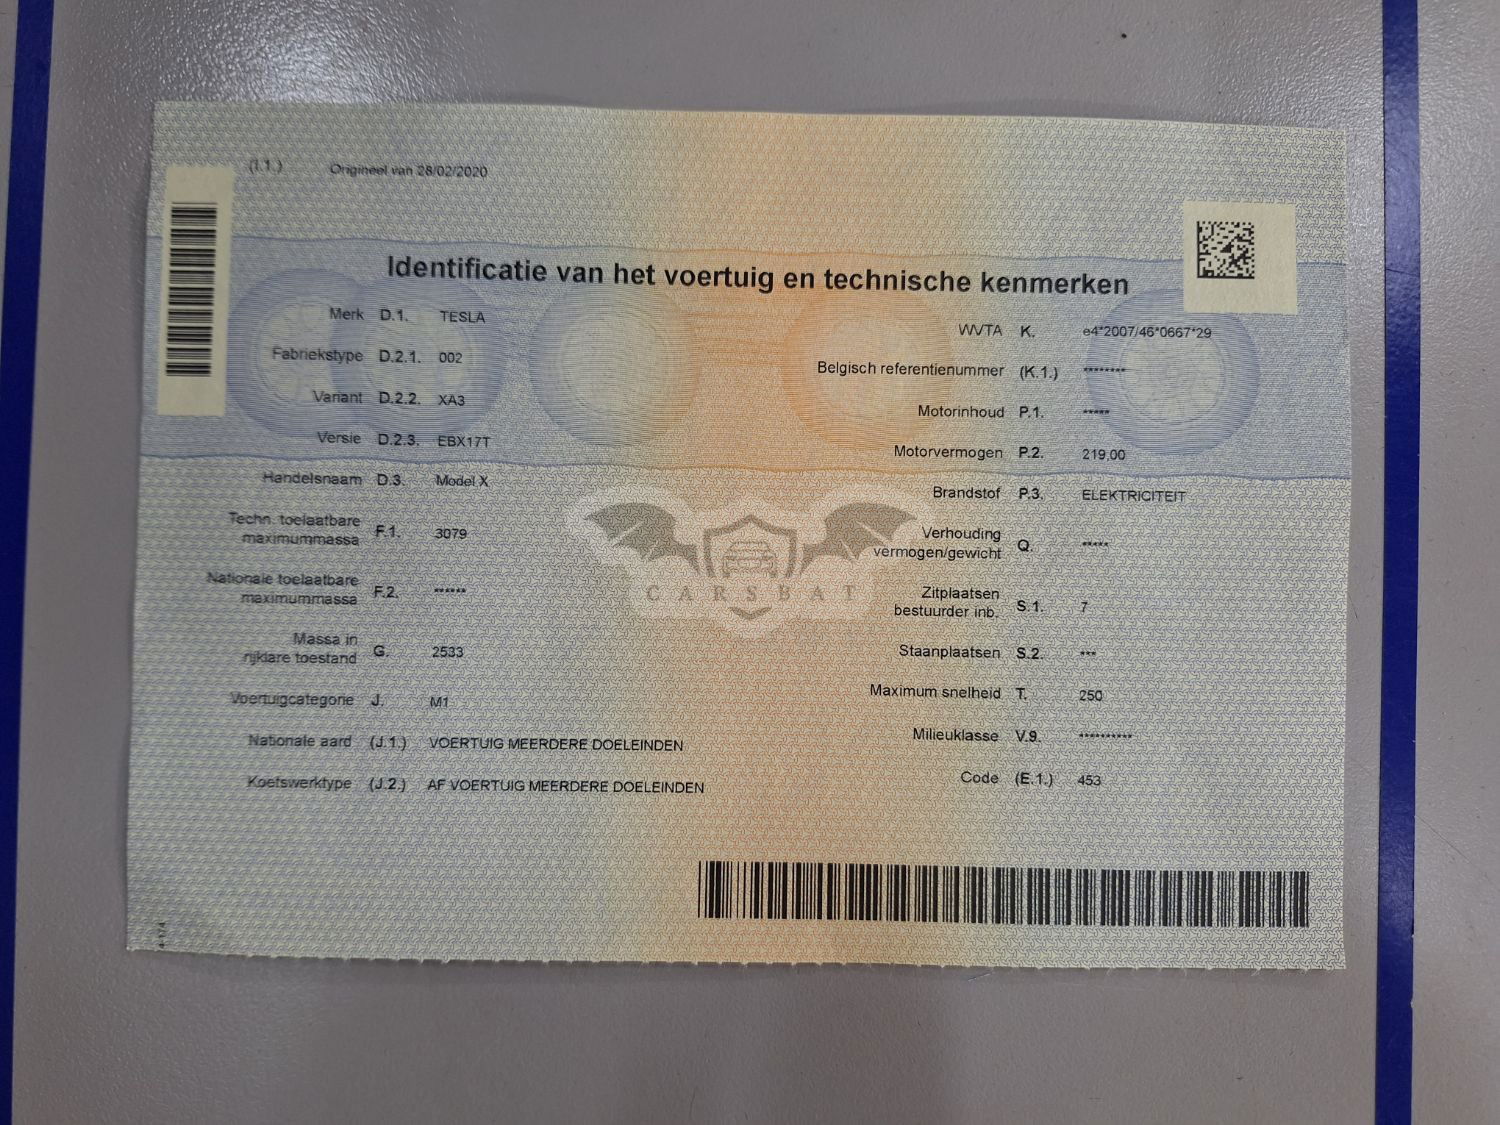 (I.1.) Origineel van 28/02/2020
Identificatie van het voertuig en technische kenmerken
Merk D.1. TESLA
Fabriekstype D.2.1. 002
Variant D.2.2. XA3
Versie D.2.3. EBX17T
Handelsnaam D.3. Model X
Techn. toelaatbare
maximummassa F.1. 3079
Nationale toelaatbare
maximummassa F.2. ******
Massa in
rijklare toestand G. 2533
Voertuigcategorie J. M1
Nationale aard (J.1.) VOERTUIG MEERDERE DOELEINDEN
Koetswerktype (J.2.) AF VOERTUIG MEERDERE DOELEINDEN
WVTA K. e4*2007/46*0667*29
Belgisch referentienummer (K.1.) ********
Motorinhoud P.1. *****
Motorvermogen P.2. 219,00
Brandstof P.3. ELEKTRICITEIT
Verhouding
vermogen/gewicht Q. *****
Zitplaatsen
bestuurder inb. S.1. 7
Staanplaatsen S.2. ***
Maximum snelheid T. 250
Milieuklasse V.9. **********
Code (E.1.) 453
CARSBAT